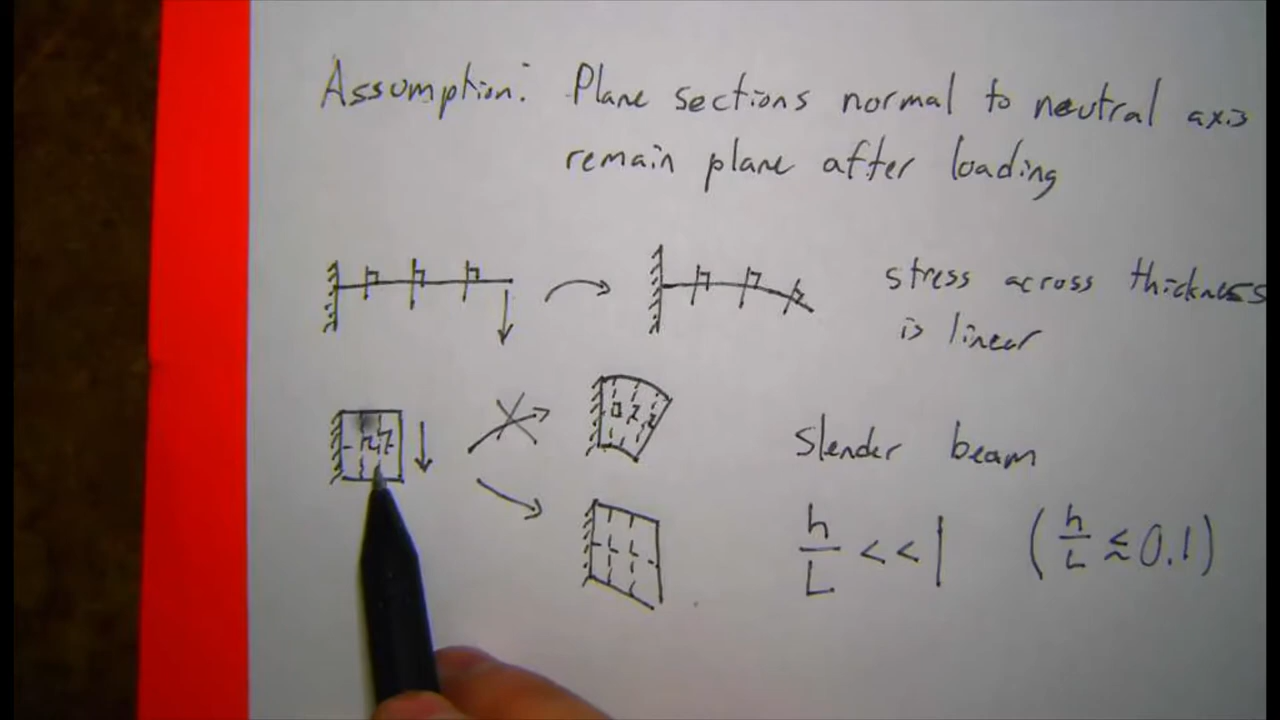 Assumption: Plane sections normal to neutral axis
remain plane after loading
stress across thickness
is linear
Slender beam
h/L << 1 (h/L ≲ 0.1)